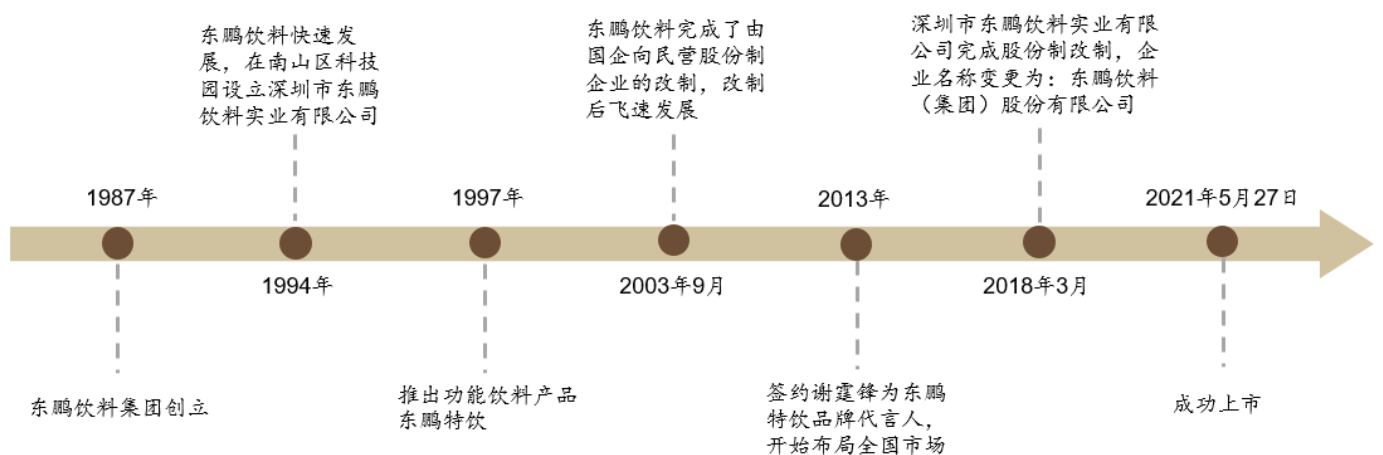 东鹏饮料快速发
展，在南山区科技
园设立深圳市东鹏
饮料实业有限公司
东鹏饮料完成了由
国企向民营股份制
企业的改制，改制
后飞速发展
深圳市东鹏饮料实业有限
公司完成股份制改制，企
业名称变更为：东鹏饮料
（集团）股份有限公司
1987年
1997年
2013年
2021年5月27日
1994年
2003年9月
2018年3月
东鹏饮料集团创立
推出功能饮料产品
东鹏特饮
签约谢霆锋为东鹏
特饮品牌代言人，
开始布局全国市场
成功上市